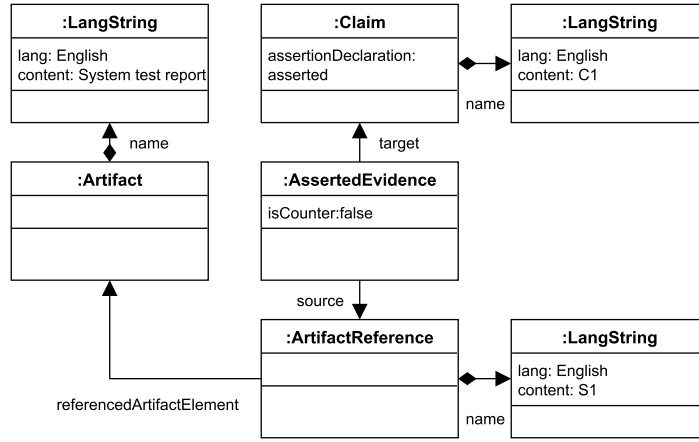 :LangString
lang: English
content: System test report
:Claim
assertionDeclaration:
asserted
:LangString
lang: English
content: C1
name
name
target
:Artifact
:AssertedEvidence
isCounter:false
source
:ArtifactReference
:LangString
lang: English
content: S1
referencedArtifactElement
name